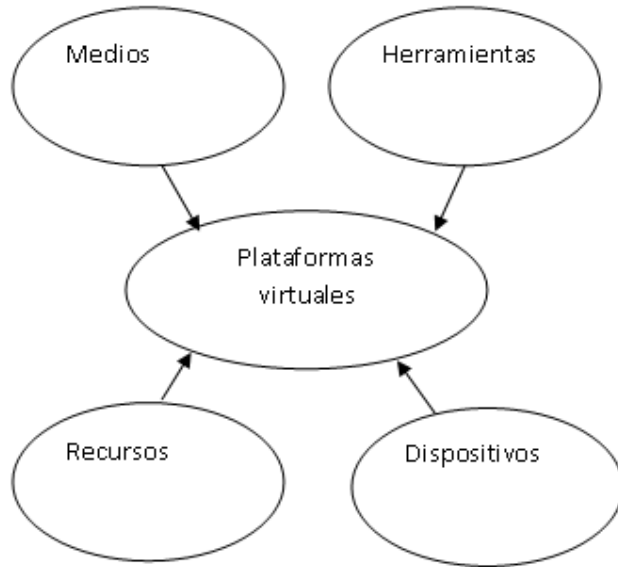 Medios
Herramientas
Plataformas
virtuales
Recursos
Dispositivos